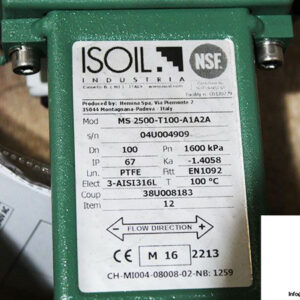 ISOIL
INDUSTRIA
NSF
Produced by: Hemina Spa, Via Piemonte 2
35044 Montagnana-Padova - Italy
Mod MS 2500-T100-A1A2A
s/n 04U004909
Dn 100 Pn 1600 kPa
IP 67 Ka -1.4058
Lin. PTFE Fitt EN1092
Elect 3-AISI316L T 100 °C
Coup 38U008183
Item 12
FLOW DIRECTION
CE M 16 2213
CH-MI004-08008-02-NB: 1259